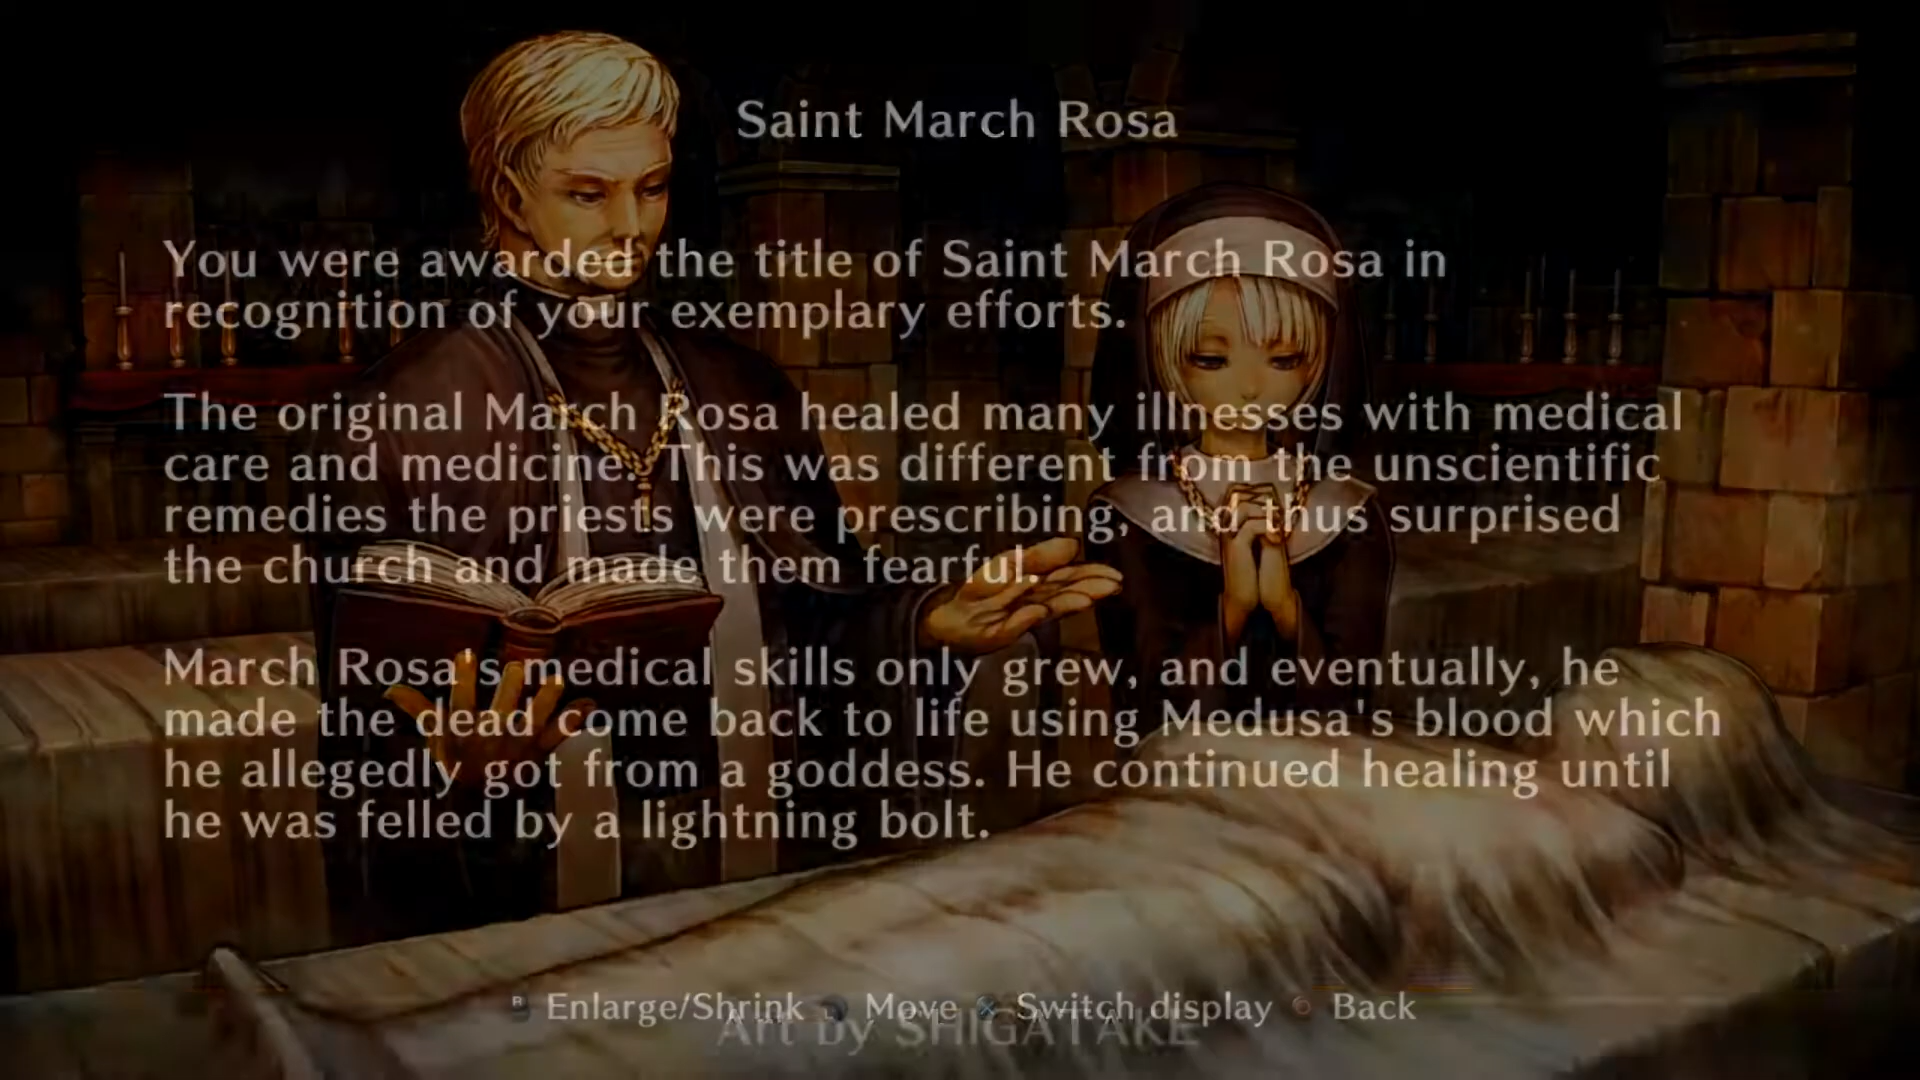 Saint March Rosa
You were awarded the title of Saint March Rosa in
recognition of your exemplary efforts.
The original March Rosa healed many illnesses with medical
care and medicine. This was different from the unscientific
remedies the priests were prescribing, and thus surprised
the church and made them fearful.
March Rosa's medical skills only grew, and eventually, he
made the dead come back to life using Medusa's blood which
he allegedly got from a goddess. He continued healing until
he was felled by a lightning bolt.
R Enlarge/Shrink L Move Switch display Back
Art by SHIGATAKE